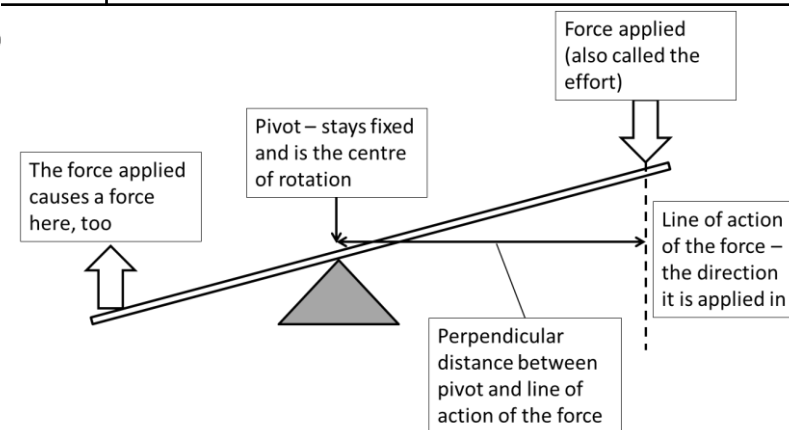 Force applied
(also called the
effort)
Pivot – stays fixed
and is the centre
of rotation
The force applied
causes a force
here, too
Line of action
of the force –
the direction
it is applied in
Perpendicular
distance between
pivot and line of
action of the force